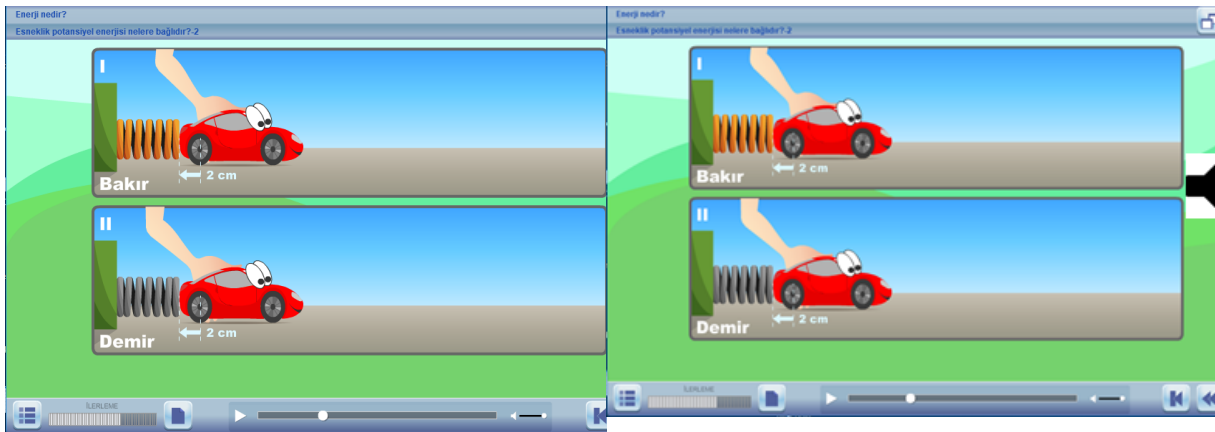 Enerji nedir?
Esneklik potansiyel enerjisi nelere bağlıdır?-2
I
2 cm
Bakır
II
2 cm
Demir
İLERLEME
Enerji nedir?
Esneklik potansiyel enerjisi nelere bağlıdır?-2
I
2 cm
Bakır
II
2 cm
Demir
İLERLEME